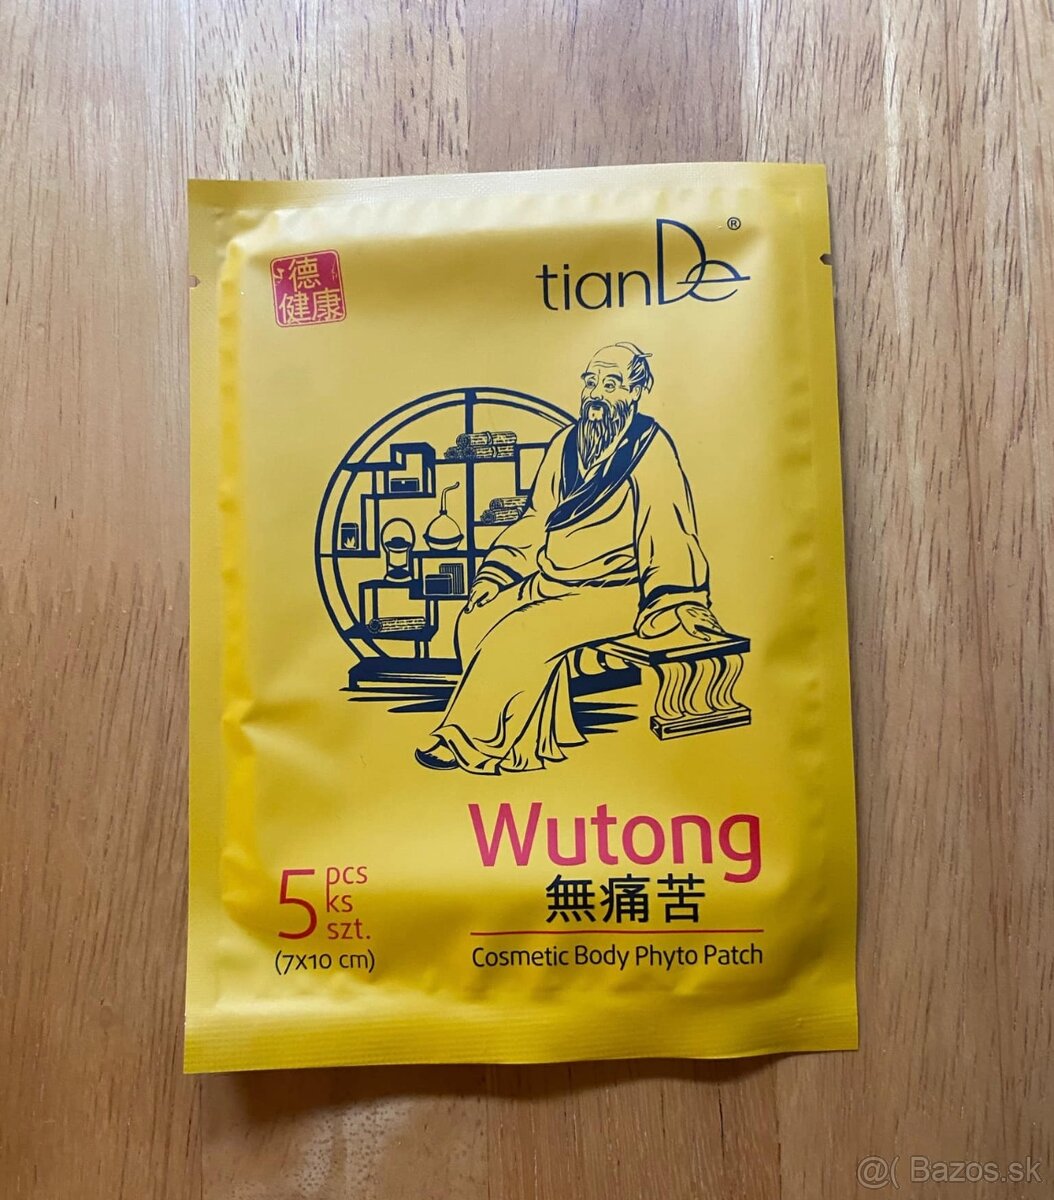 德
健康
tianDe®
Wutong
無痛苦
Cosmetic Body Phyto Patch
5 pcs
ks
szt.
(7x10 cm)
@( Bazos.sk